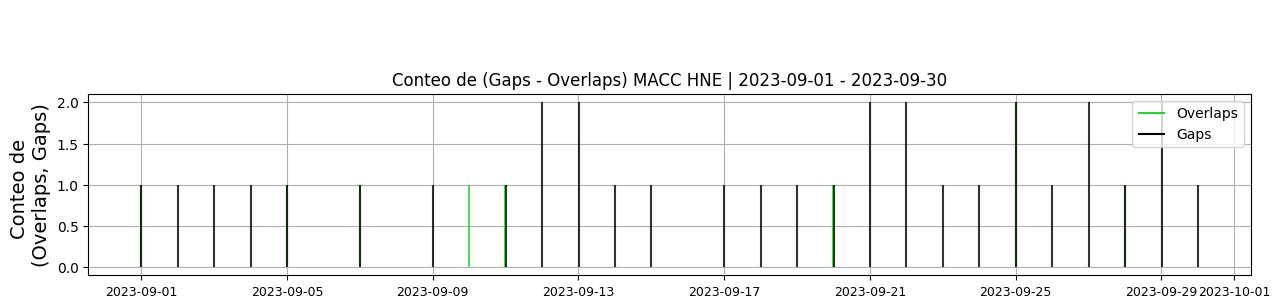 Conteo de (Gaps - Overlaps) MACC HNE | 2023-09-01 - 2023-09-30
Conteo de
(Overlaps, Gaps)
2.0
1.5
1.0
0.5
0.0
Overlaps
Gaps
2023-09-01
2023-09-05
2023-09-09
2023-09-13
2023-09-17
2023-09-21
2023-09-25
2023-09-29
2023-10-01